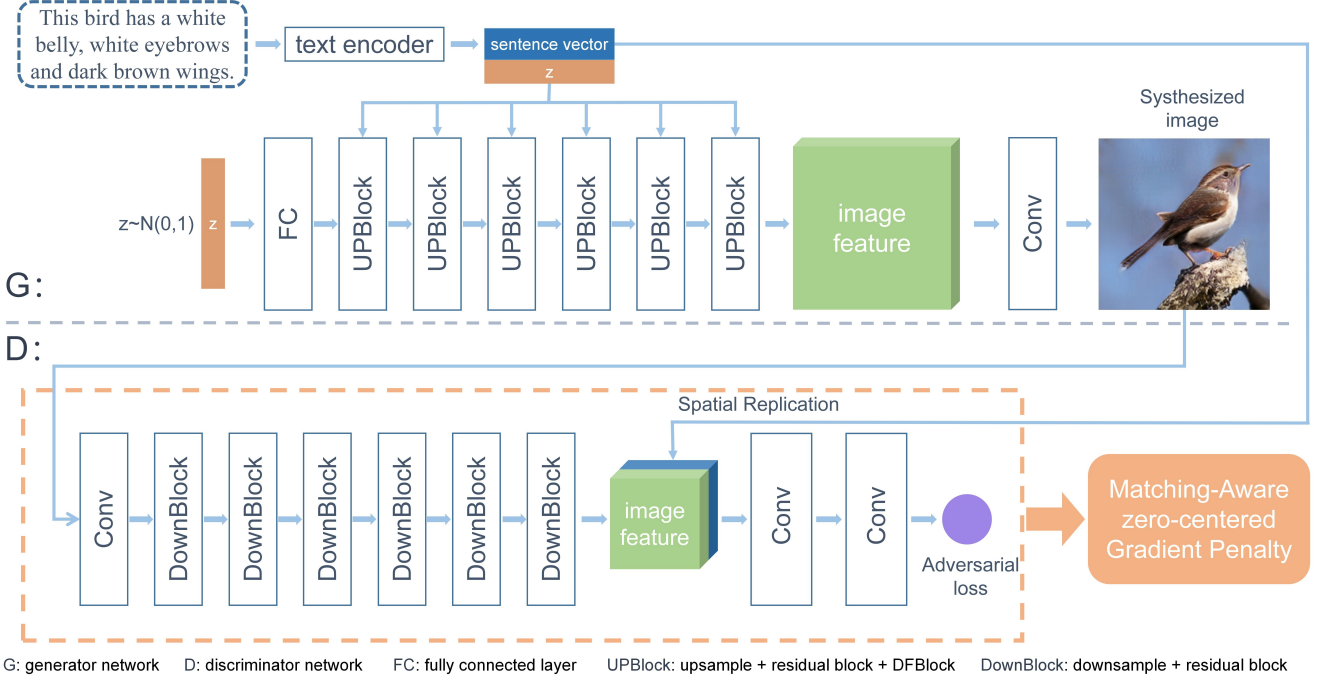 This bird has a white
belly, white eyebrows
and dark brown wings.
text encoder
sentence vector
z
Systhesized
image
z~N(0,1)
z
FC
UPBlock
UPBlock
UPBlock
UPBlock
UPBlock
UPBlock
image
feature
Conv
G:
D:
Spatial Replication
Conv
DownBlock
DownBlock
DownBlock
DownBlock
DownBlock
DownBlock
image
feature
Conv
Conv
Adversarial
loss
Matching-Aware
zero-centered
Gradient Penalty
G: generator network D: discriminator network FC: fully connected layer UPBlock: upsample + residual block + DFBlock DownBlock: downsample + residual block